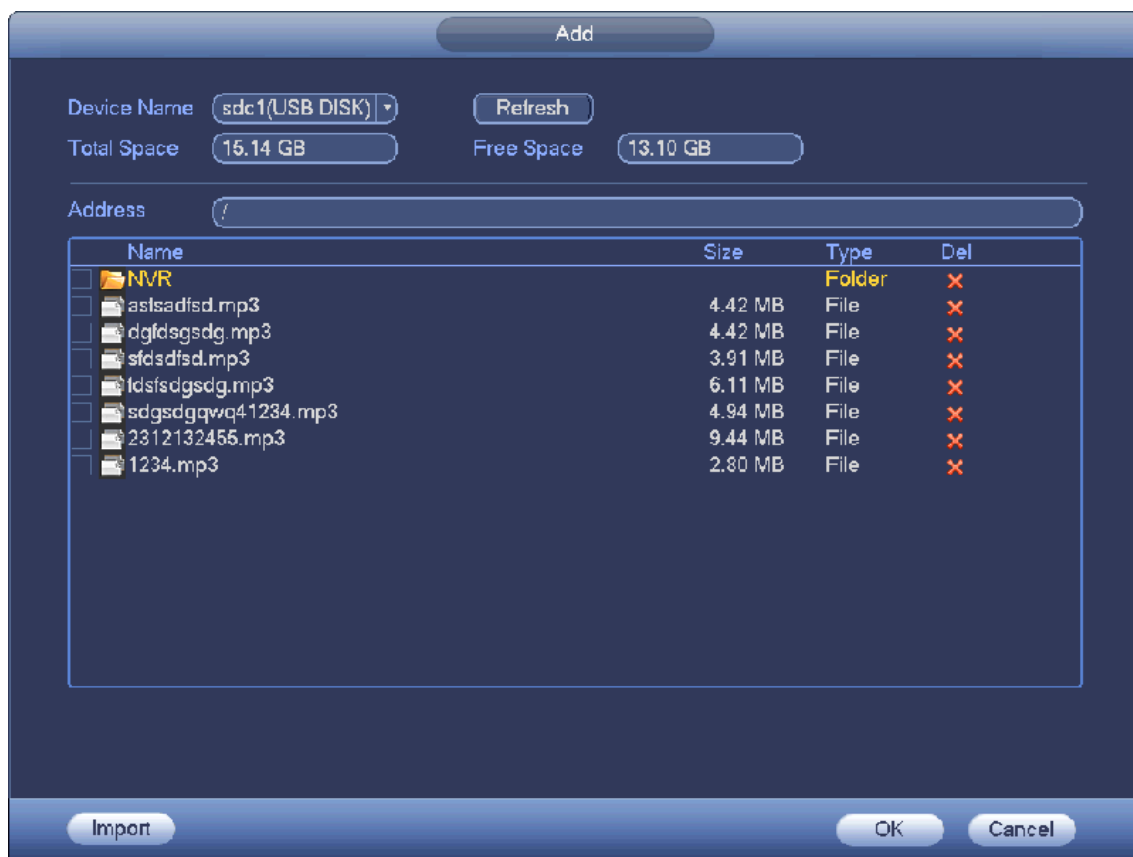 Add
Device Name sdc1(USB DISK) Refresh
Total Space 15.14 GB Free Space 13.10 GB
Address /
Name Size Type Del
NVR Folder
asfsadfsd.mp3 4.42 MB File
dgfdsgsdg.mp3 4.42 MB File
sfdsdfsd.mp3 3.91 MB File
fdsfsdgsdg.mp3 6.11 MB File
sdgsdgqwq41234.mp3 4.94 MB File
2312132455.mp3 9.44 MB File
1234.mp3 2.80 MB File
Import OK Cancel